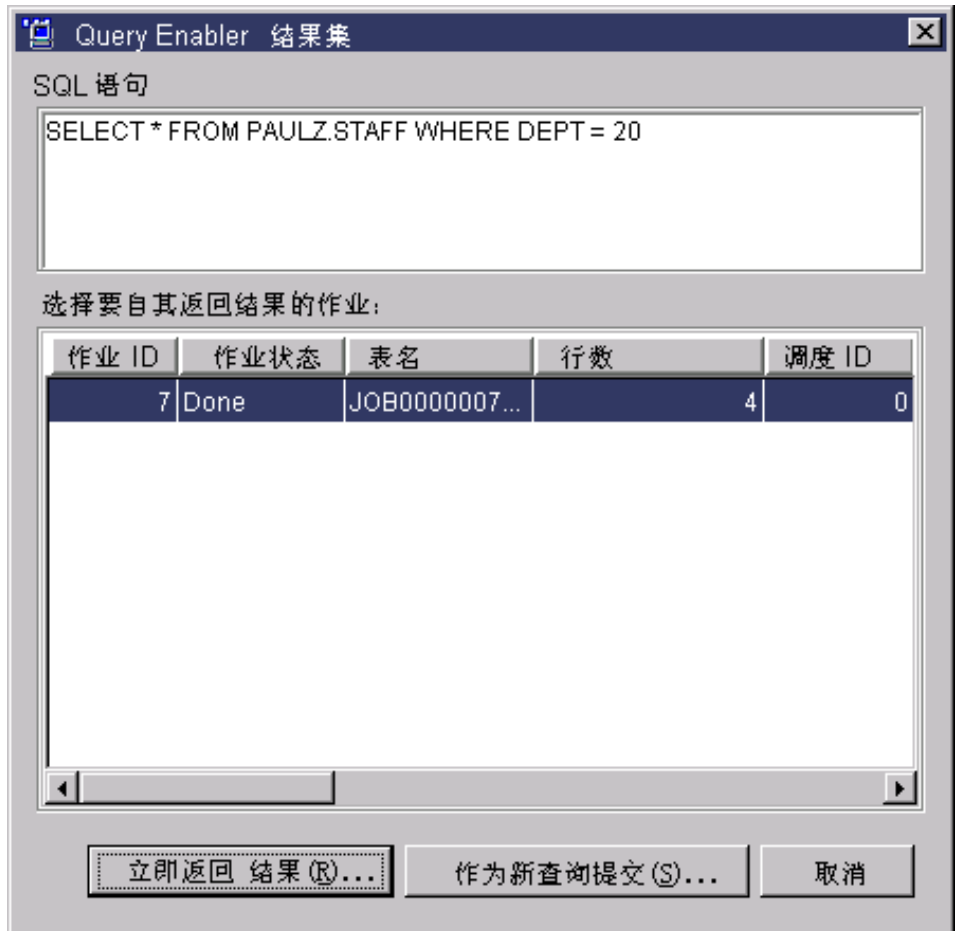 Query Enabler 结果集
SQL 语句
SELECT * FROM PAULZ.STAFF WHERE DEPT = 20
选择要自其返回结果的作业:
作业 ID 作业状态 表名 行数 调度 ID
7 Done JOB0000007... 4 0
立即返回 结果(R)... 作为新查询提交(S)... 取消